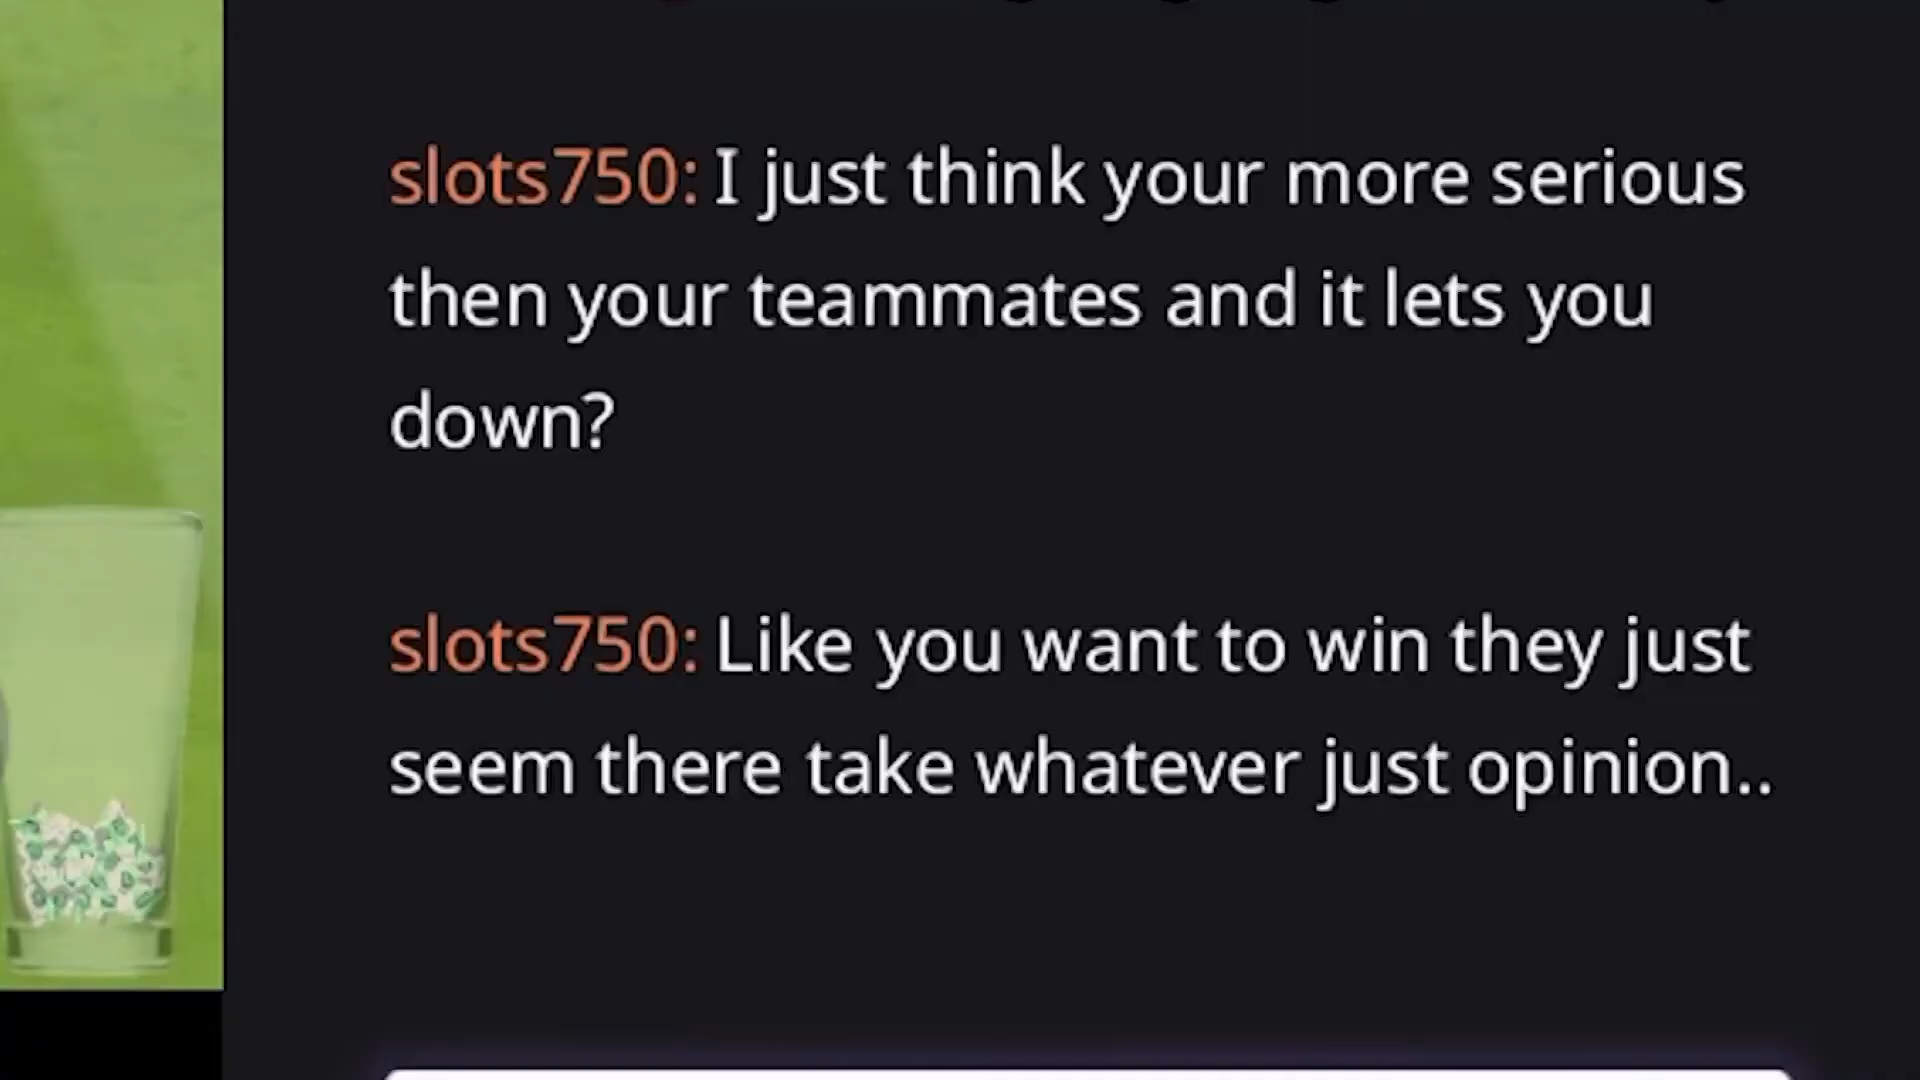 slots750: I just think your more serious
then your teammates and it lets you
down?
slots750: Like you want to win they just
seem there take whatever just opinion..